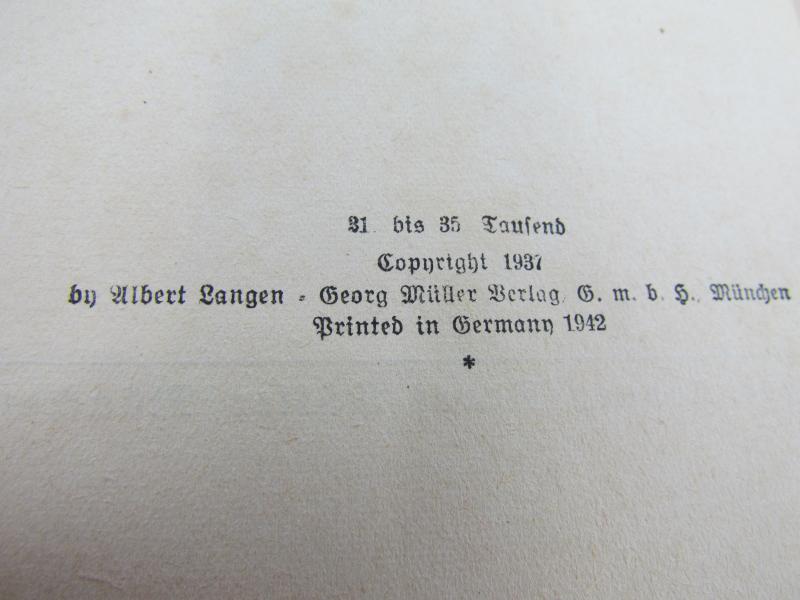 31. bis 35 Tausend
Copyright 1937
by Albert Langen - Georg Müller Verlag, G. m. b. H., München
Printed in Germany 1942
*